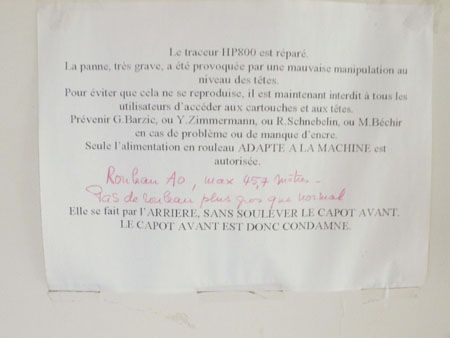 Le traceur HP800 est réparé.
La panne, très grave, a été provoquée par une mauvaise manipulation au
niveau des têtes.
Pour éviter que cela ne se reproduise, il est maintenant interdit à tous les
utilisateurs d'accéder aux cartouches et aux têtes.
Prévenir G.Barzic, ou Y.Zimmermann, ou R.Schnebelin, ou M.Béchir
en cas de problème ou de manque d'encre.
Seule l'alimentation en rouleau ADAPTE A LA MACHINE est
autorisée.
Rouleau A0, max 45,7 mètres -
Pas de rouleau plus gros que normal
Elle se fait par l'ARRIERE, SANS SOULEVER LE CAPOT AVANT.
LE CAPOT AVANT EST DONC CONDAMNE.